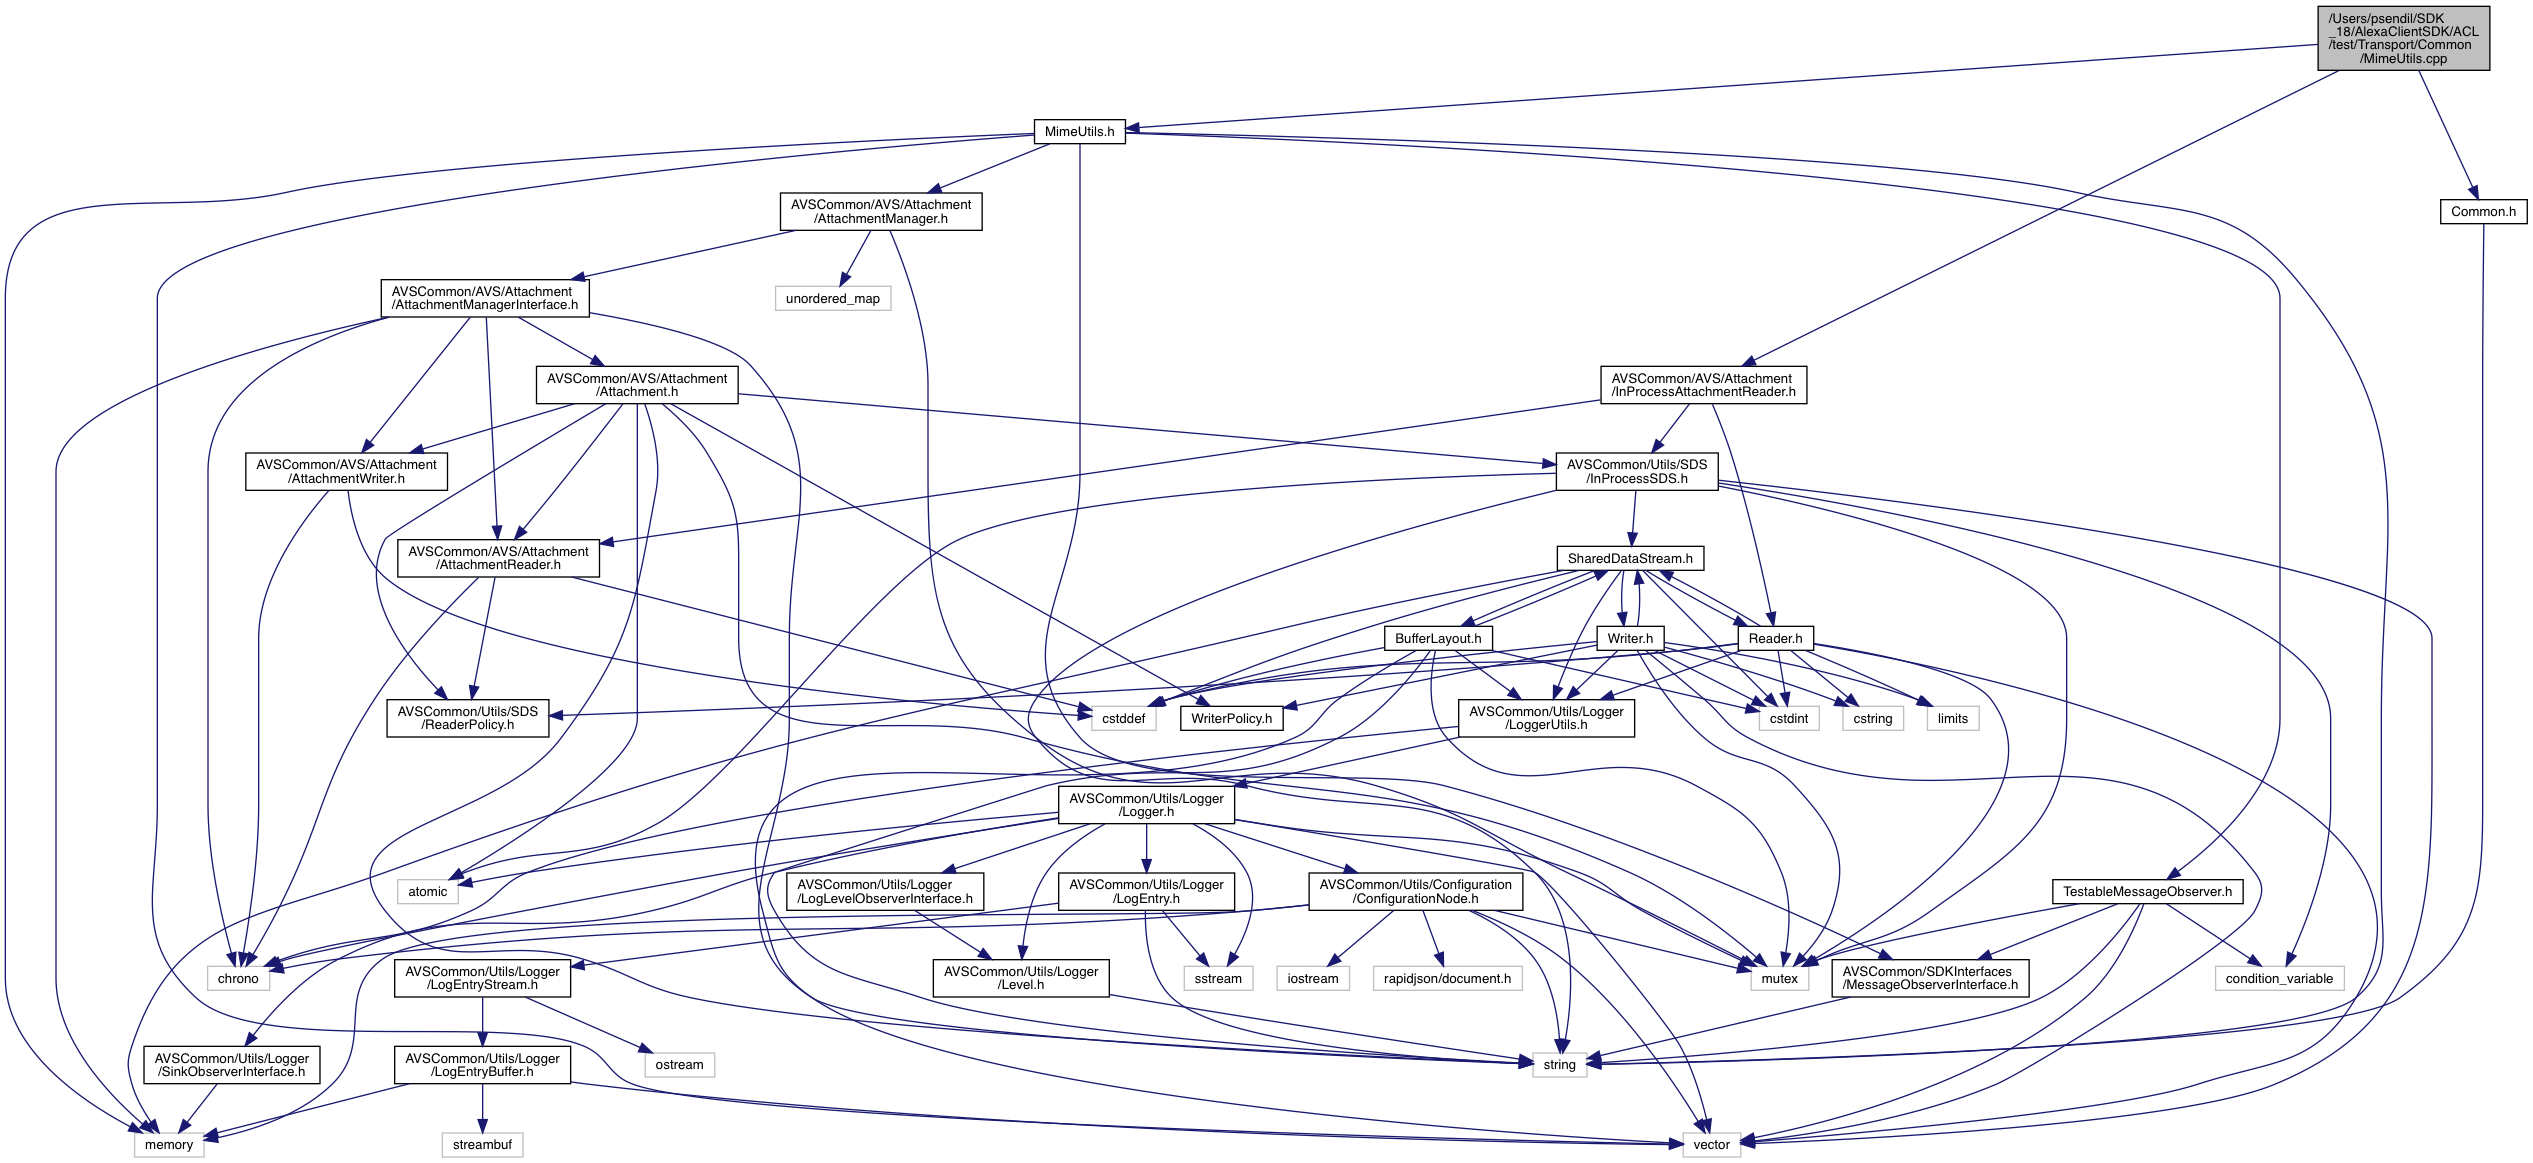 /Users/psendil/SDK
_18/AlexaClientSDK/ACL
/test/Transport/Common
/MimeUtils.cpp
MimeUtils.h
AVSCommon/AVS/Attachment
/AttachmentManager.h
Common.h
unordered_map
AVSCommon/AVS/Attachment
/AttachmentManagerInterface.h
AVSCommon/AVS/Attachment
/Attachment.h
AVSCommon/AVS/Attachment
/InProcessAttachmentReader.h
AVSCommon/AVS/Attachment
/AttachmentWriter.h
AVSCommon/Utils/SDS
/InProcessSDS.h
AVSCommon/AVS/Attachment
/AttachmentReader.h
SharedDataStream.h
BufferLayout.h
Writer.h
Reader.h
AVSCommon/Utils/SDS
/ReaderPolicy.h
cstddef
WriterPolicy.h
AVSCommon/Utils/Logger
/LoggerUtils.h
cstdint
cstring
limits
AVSCommon/Utils/Logger
/Logger.h
atomic
AVSCommon/Utils/Logger
/LogLevelObserverInterface.h
AVSCommon/Utils/Logger
/LogEntry.h
AVSCommon/Utils/Configuration
/ConfigurationNode.h
TestableMessageObserver.h
chrono
AVSCommon/Utils/Logger
/LogEntryStream.h
AVSCommon/Utils/Logger
/Level.h
sstream
iostream
rapidjson/document.h
mutex
AVSCommon/SDKInterfaces
/MessageObserverInterface.h
condition_variable
AVSCommon/Utils/Logger
/SinkObserverInterface.h
AVSCommon/Utils/Logger
/LogEntryBuffer.h
ostream
string
memory
streambuf
vector